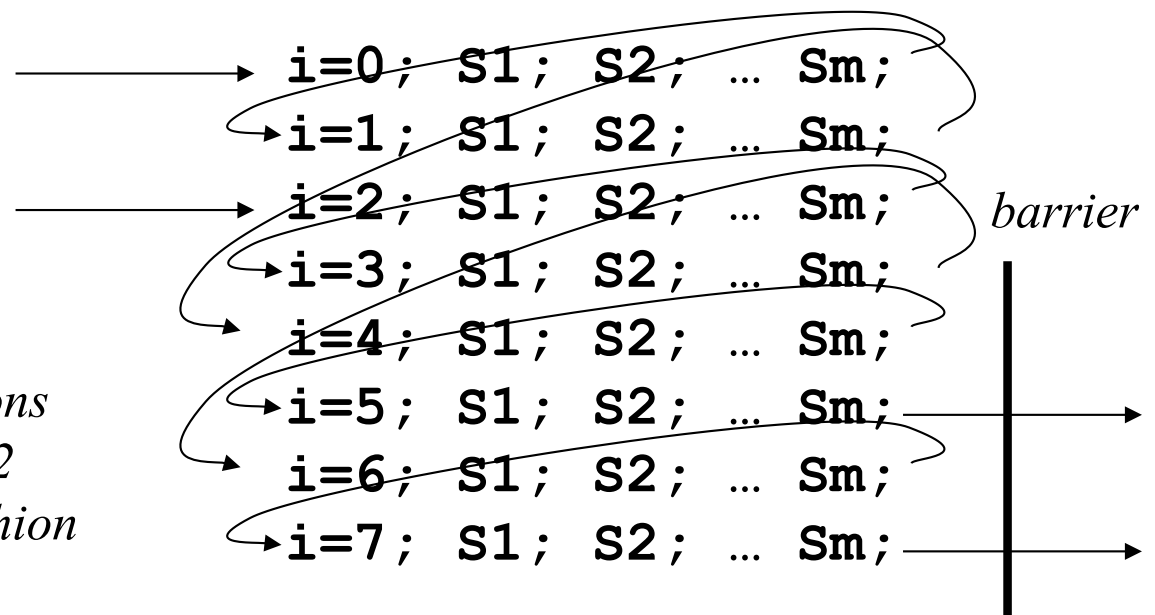 i=0; S1; S2; … Sm;
i=1; S1; S2; … Sm;
i=2; S1; S2; … Sm;
barrier
i=3; S1; S2; … Sm;
i=4; S1; S2; … Sm;
i=5; S1; S2; … Sm;
i=6; S1; S2; … Sm;
i=7; S1; S2; … Sm;
ons
2
hion